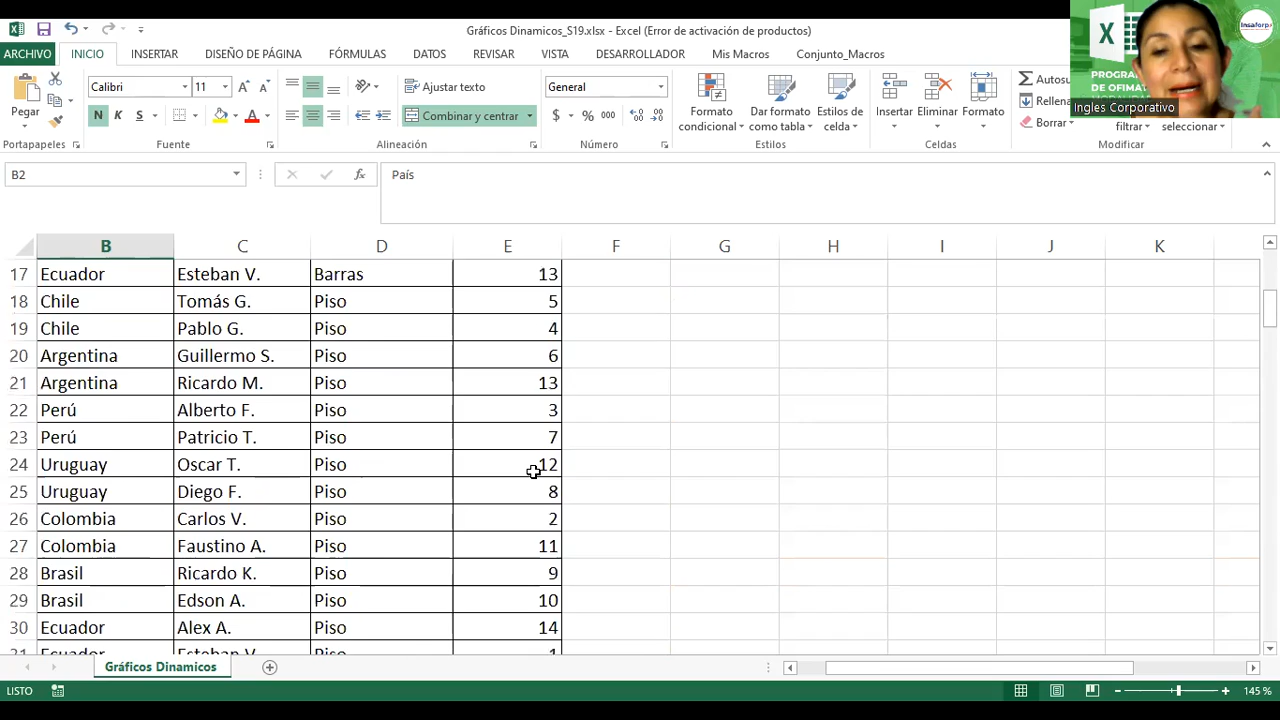 Gráficos Dinamicos_S19.xlsx - Excel (Error de activación de productos)
ARCHIVO INICIO INSERTAR DISEÑO DE PÁGINA FÓRMULAS DATOS REVISAR VISTA DESARROLLADOR Mis Macros Conjunto_Macros
Insaforp
PROGRA
DE OFIMA
Ingles Corporativo
Pegar
Calibri 11
N K S
Ajustar texto
Combinar y centrar
General
$ % 000
Formato condicional
Dar formato como tabla
Estilos de celda
Insertar Eliminar Formato
Autosu
Rellena
Borrar
filtrar
seleccionar
Portapapeles Fuente Alineación Número Estilos Celdas Modificar
B2 fx País
B C D E F G H I J K
17 Ecuador Esteban V. Barras 13
18 Chile Tomás G. Piso 5
19 Chile Pablo G. Piso 4
20 Argentina Guillermo S. Piso 6
21 Argentina Ricardo M. Piso 13
22 Perú Alberto F. Piso 3
23 Perú Patricio T. Piso 7
24 Uruguay Oscar T. Piso 12
25 Uruguay Diego F. Piso 8
26 Colombia Carlos V. Piso 2
27 Colombia Faustino A. Piso 11
28 Brasil Ricardo K. Piso 9
29 Brasil Edson A. Piso 10
30 Ecuador Alex A. Piso 14
31 Ecuador Esteban V. Piso 1
Gráficos Dinamicos
LISTO 145 %